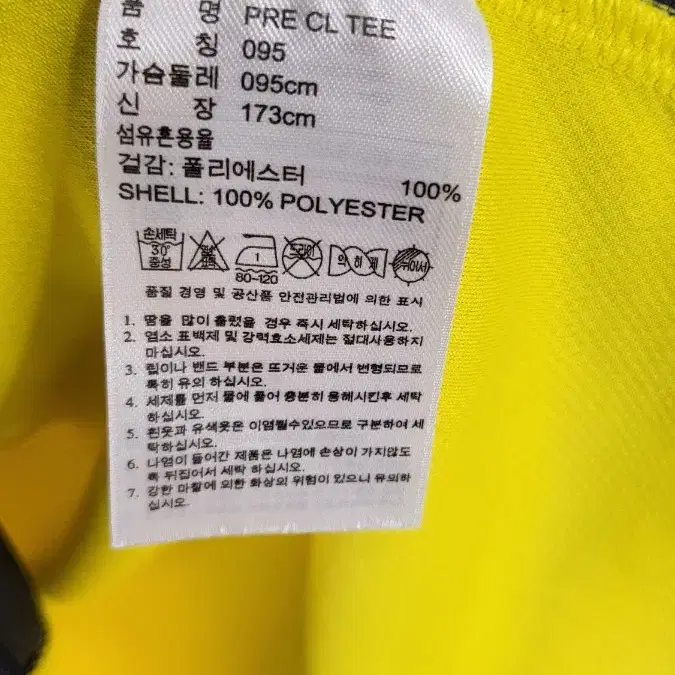 품 명 PRE CL TEE
호 칭 095
가슴둘레 095cm
신 장 173cm
섬유혼용율
겉감: 폴리에스터 100%
SHELL: 100% POLYESTER
손세탁 30° 중성 표백 1 80-120 드라이 약하게 뉘어서
품질 경영 및 공산품 안전관리법에 의한 표시
1. 땀을 많이 흘렸을 경우 즉시 세탁하십시오.
2. 염소 표백제 및 강력효소세제는 절대사용하지
마십시오.
3. 립이나 밴드 부분은 뜨거운 물에서 변형되므로
특히 유의 하십시오.
4. 세제를 먼저 물에 풀어 충분히 용해시킨후 세탁
하십시오.
5. 흰옷과 유색옷은 이염될수있으므로 구분하여 세
탁하십시오.
6. 나염이 들어간 제품은 나염에 손상이 가지않도
록 뒤집어서 세탁 하십시오.
7. 강한 마찰에 의한 화상의 위험이 있으니 유의하
십시오.